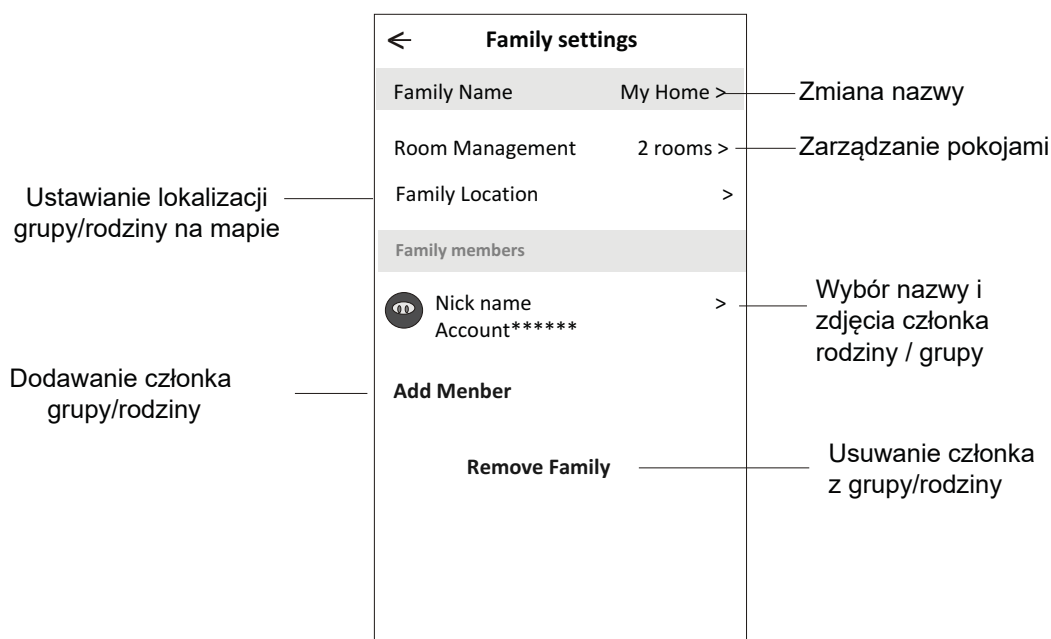 Family settings
Family Name My Home >
Zmiana nazwy
Room Management 2 rooms >
Zarządzanie pokojami
Ustawianie lokalizacji
grupy/rodziny na mapie
Family Location >
Family members
Nick name >
Account******
Wybór nazwy i
zdjęcia członka
rodziny / grupy
Dodawanie członka
grupy/rodziny
Add Menber
Remove Family
Usuwanie członka
z grupy/rodziny